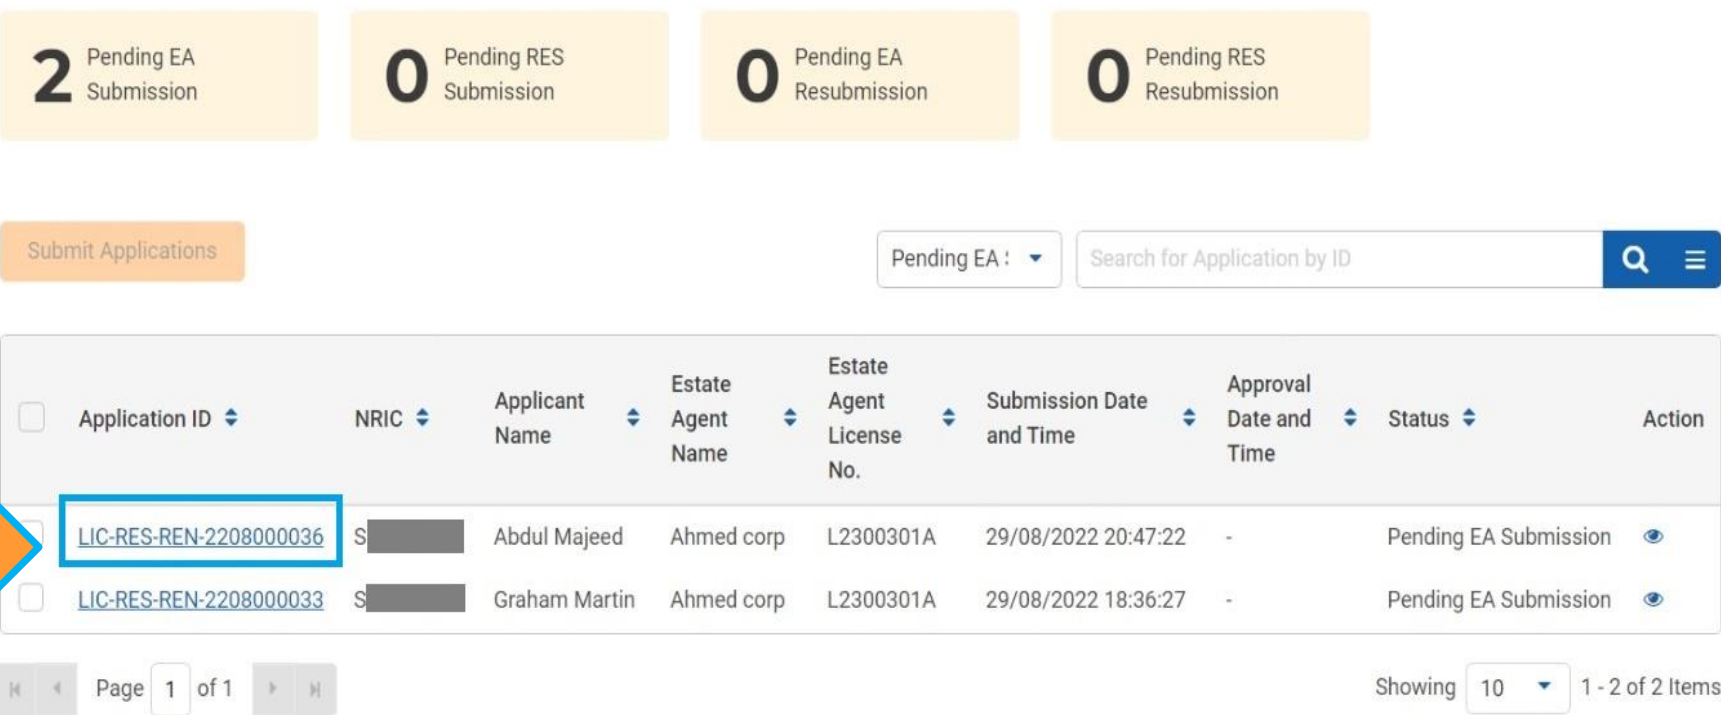 2 Pending EA Submission
0 Pending RES Submission
0 Pending EA Resubmission
0 Pending RES Resubmission
Submit Applications
Pending EA
Search for Application by ID
Application ID NRIC Applicant Name Estate Agent Name Estate Agent License No. Submission Date and Time Approval Date and Time Status Action
LIC-RES-REN-2208000036 S Abdul Majeed Ahmed corp L2300301A 29/08/2022 20:47:22 - Pending EA Submission
LIC-RES-REN-2208000033 S Graham Martin Ahmed corp L2300301A 29/08/2022 18:36:27 - Pending EA Submission
Page 1 of 1
Showing 10 1 - 2 of 2 Items